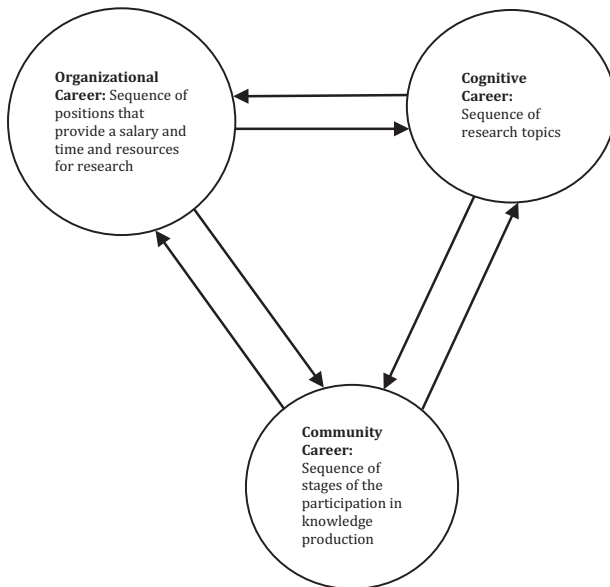 Organizational
Career: Sequence of
positions that
provide a salary and
time and resources
for research
Cognitive
Career:
Sequence of
research topics
Community
Career:
Sequence of
stages of the
participation in
knowledge
production